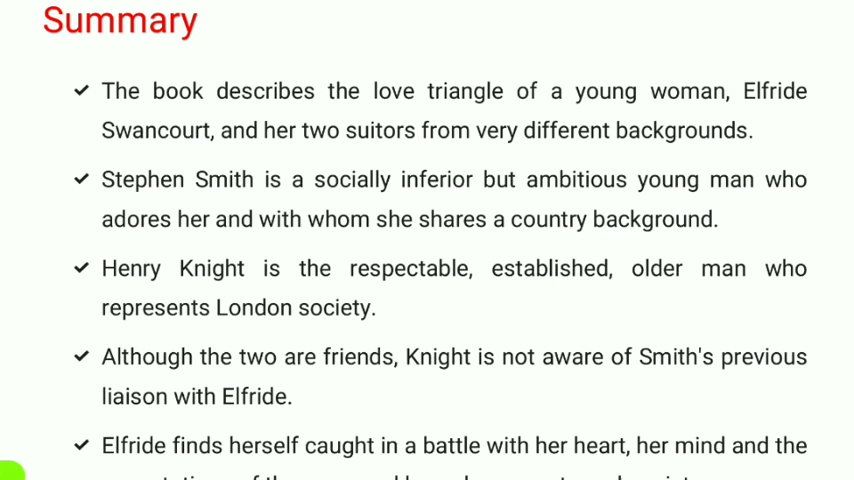 Summary
✓ The book describes the love triangle of a young woman, Elfride
Swancourt, and her two suitors from very different backgrounds.
✓ Stephen Smith is a socially inferior but ambitious young man who
adores her and with whom she shares a country background.
✓ Henry Knight is the respectable, established, older man who
represents London society.
✓ Although the two are friends, Knight is not aware of Smith's previous
liaison with Elfride.
✓ Elfride finds herself caught in a battle with her heart, her mind and the